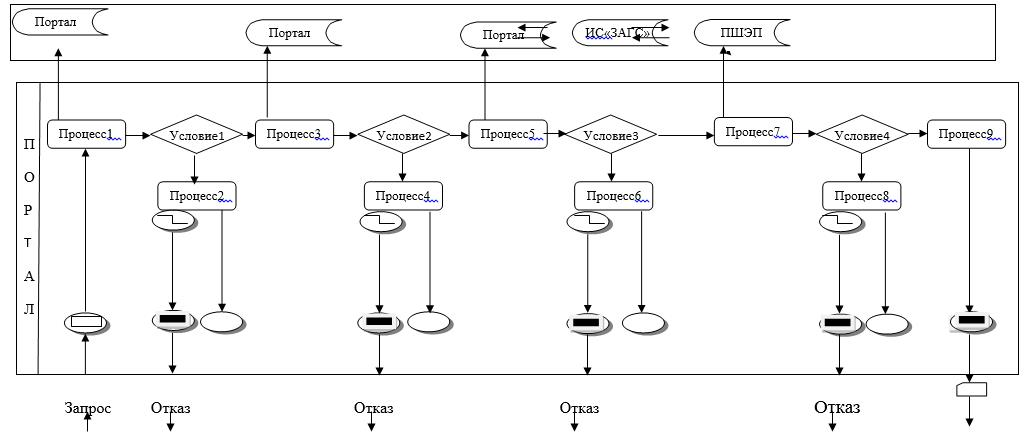 Портал
Портал
Портал
ИС«ЗАГС»
ПШЭП
ПОРТАЛ
Процесс1
Условие1
Процесс3
Условие2
Процесс5
Условие3
Процесс7
Условие4
Процесс9
Процесс2
Процесс4
Процесс6
Процесс8
Запрос
Отказ
Отказ
Отказ
Отказ